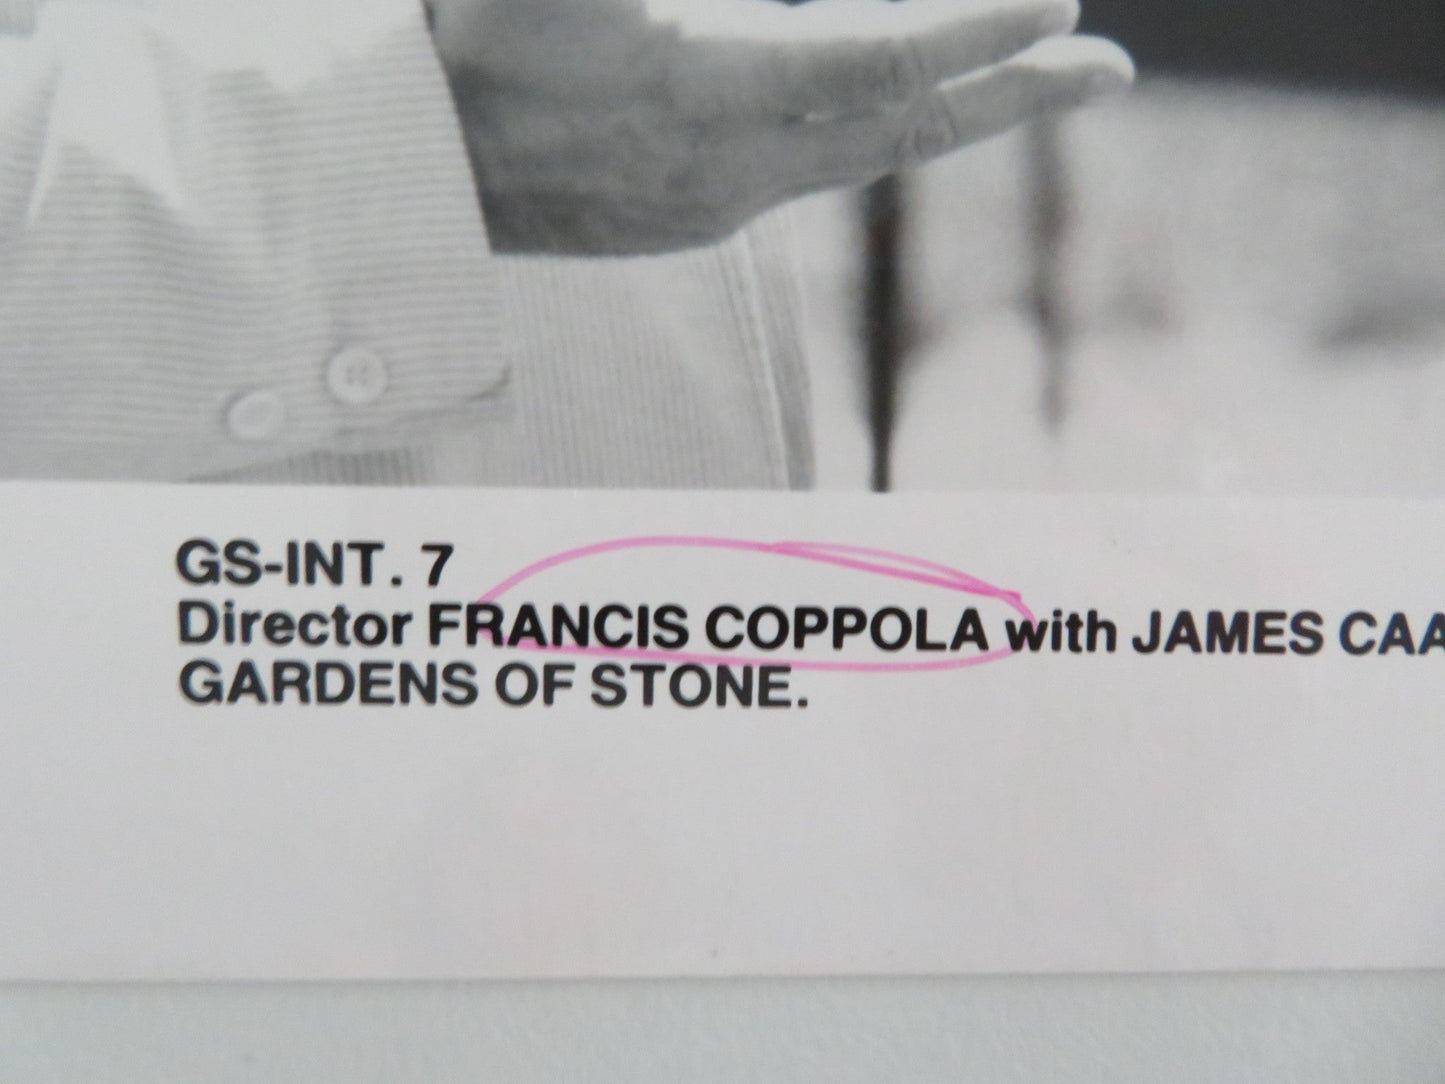 GS-INT. 7
Director FRANCIS COPPOLA with JAMES CAA
GARDENS OF STONE.